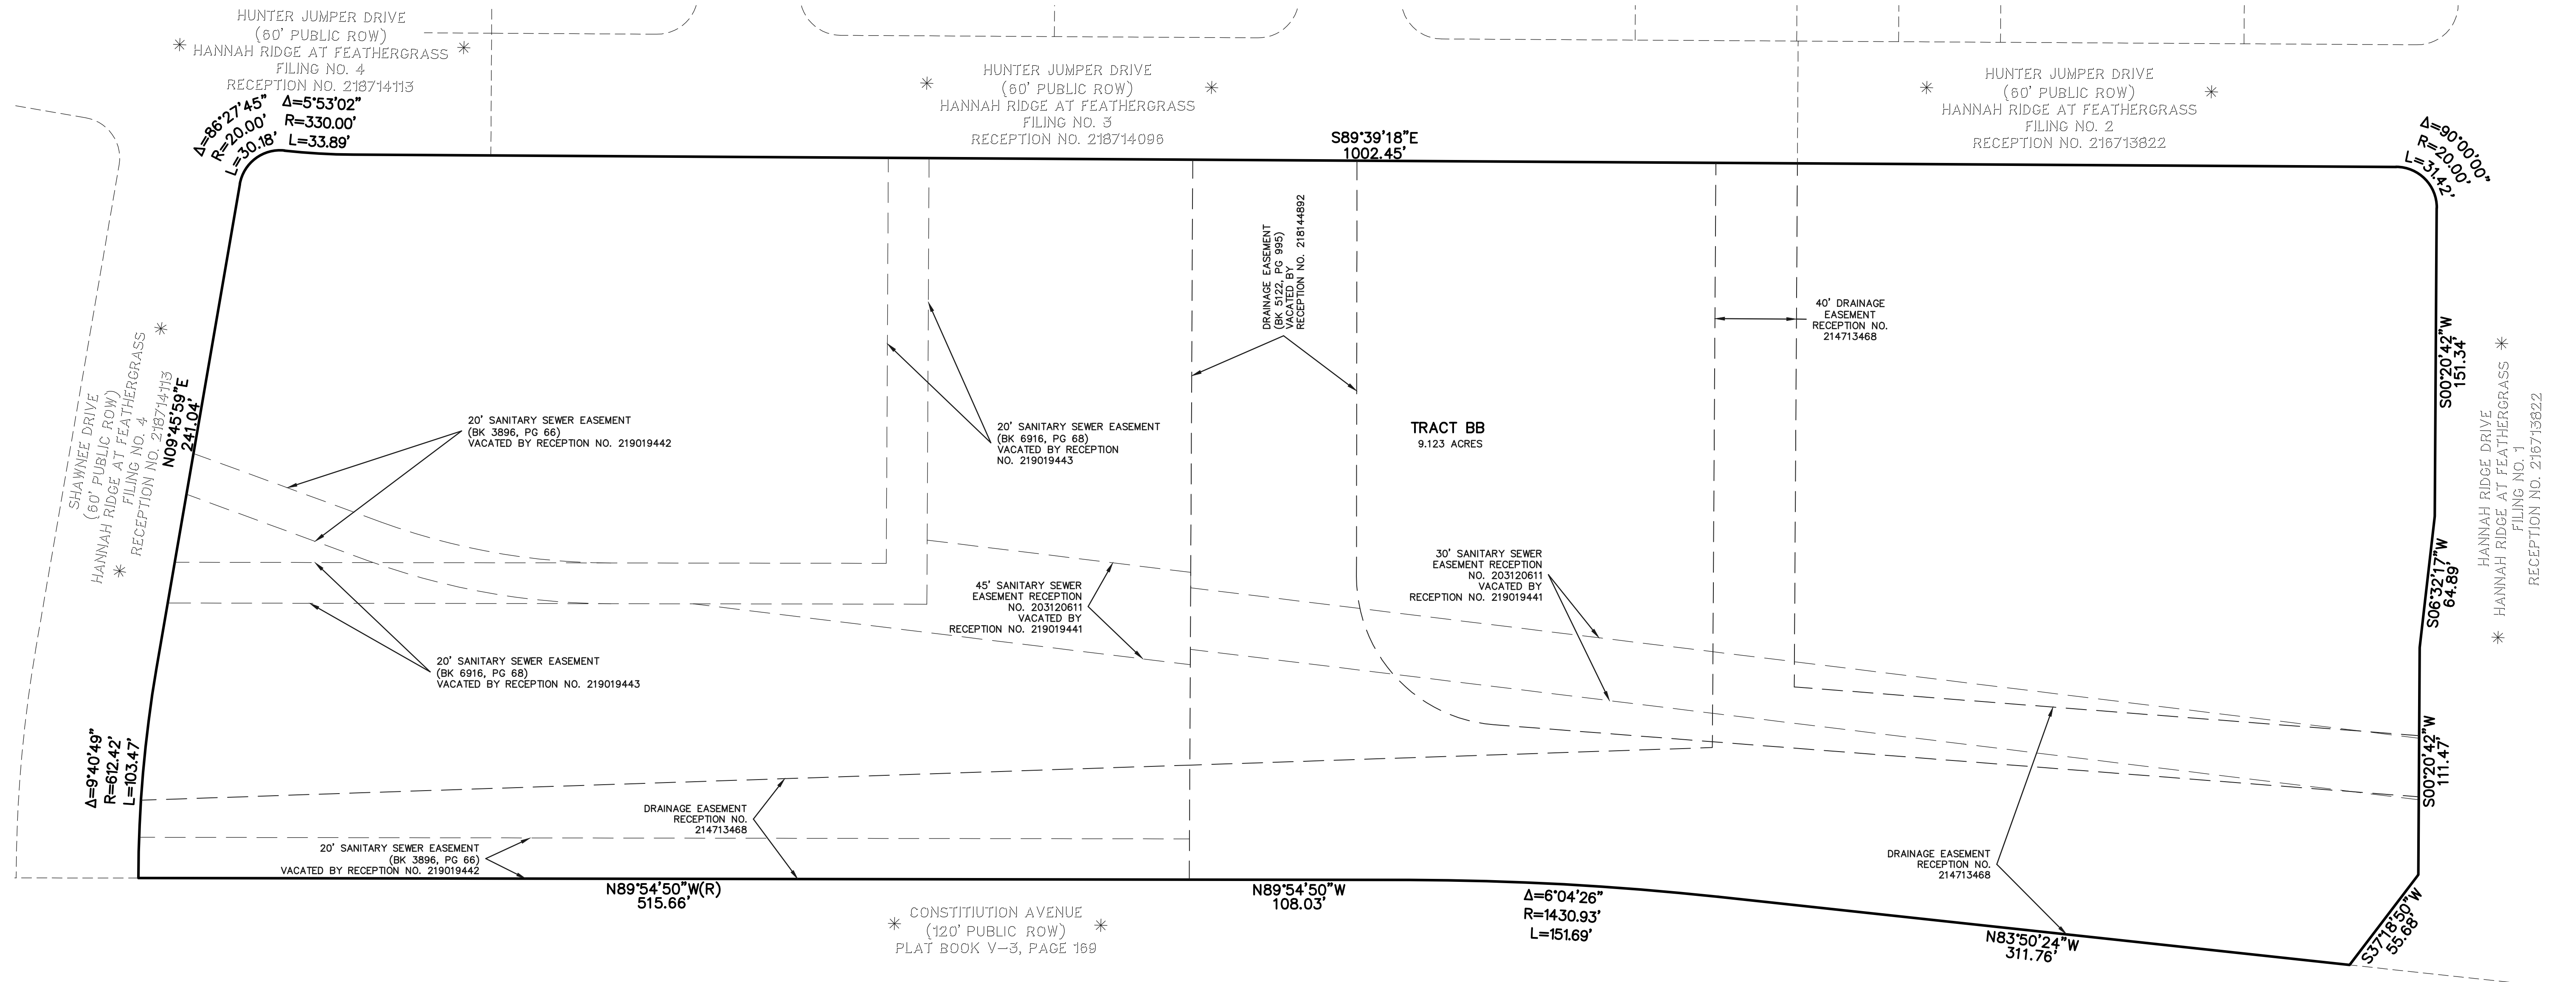 HUNTER JUMPER DRIVE
(60' PUBLIC ROW)
* HANNAH RIDGE AT FEATHERGRASS *
FILING NO. 4
RECEPTION NO. 218714113
Δ=86°27'45"
R=20.00'
L=30.18'
Δ=5°53'02"
R=330.00'
L=33.89'
HUNTER JUMPER DRIVE
* (60' PUBLIC ROW) *
HANNAH RIDGE AT FEATHERGRASS
FILING NO. 3
RECEPTION NO. 218714096
S89°39'18"E
1002.45'
HUNTER JUMPER DRIVE
* (60' PUBLIC ROW) *
HANNAH RIDGE AT FEATHERGRASS
FILING NO. 2
RECEPTION NO. 216713822
Δ=90°00'00"
R=20.00'
L=31.42'
DRAINAGE EASEMENT
(BK 5122, PG 995)
VACATED BY
RECEPTION NO. 218144892
40' DRAINAGE
EASEMENT
RECEPTION NO.
214713468
SHAWNEE DRIVE
(60' PUBLIC ROW)
* HANNAH RIDGE AT FEATHERGRASS *
FILING NO. 4
RECEPTION NO. 218714113
N09°45'59"E
241.04'
20' SANITARY SEWER EASEMENT
(BK 3896, PG 66)
VACATED BY RECEPTION NO. 219019442
20' SANITARY SEWER EASEMENT
(BK 6916, PG 68)
VACATED BY RECEPTION
NO. 219019443
TRACT BB
9.123 ACRES
S00°20'42"W
151.34'
HANNAH RIDGE DRIVE
* HANNAH RIDGE AT FEATHERGRASS *
FILING NO. 1
RECEPTION NO. 216713822
S06°32'17"W
64.89'
45' SANITARY SEWER
EASEMENT RECEPTION
NO. 203120611
VACATED BY
RECEPTION NO. 219019441
30' SANITARY SEWER
EASEMENT RECEPTION
NO. 203120611
VACATED BY
RECEPTION NO. 219019441
20' SANITARY SEWER EASEMENT
(BK 6916, PG 68)
VACATED BY RECEPTION NO. 219019443
Δ=9°40'49"
R=612.42'
L=103.47'
S00°20'42"W
111.47'
DRAINAGE EASEMENT
RECEPTION NO.
214713468
20' SANITARY SEWER EASEMENT
(BK 3896, PG 66)
VACATED BY RECEPTION NO. 219019442
DRAINAGE EASEMENT
RECEPTION NO.
214713468
N89°54'50"W(R)
515.66'
N89°54'50"W
108.03'
Δ=6°04'26"
R=1430.93'
L=151.69'
N83°50'24"W
311.76'
S37°18'50"W
55.68'
* CONSTITIUTION AVENUE *
(120' PUBLIC ROW)
PLAT BOOK V-3, PAGE 169